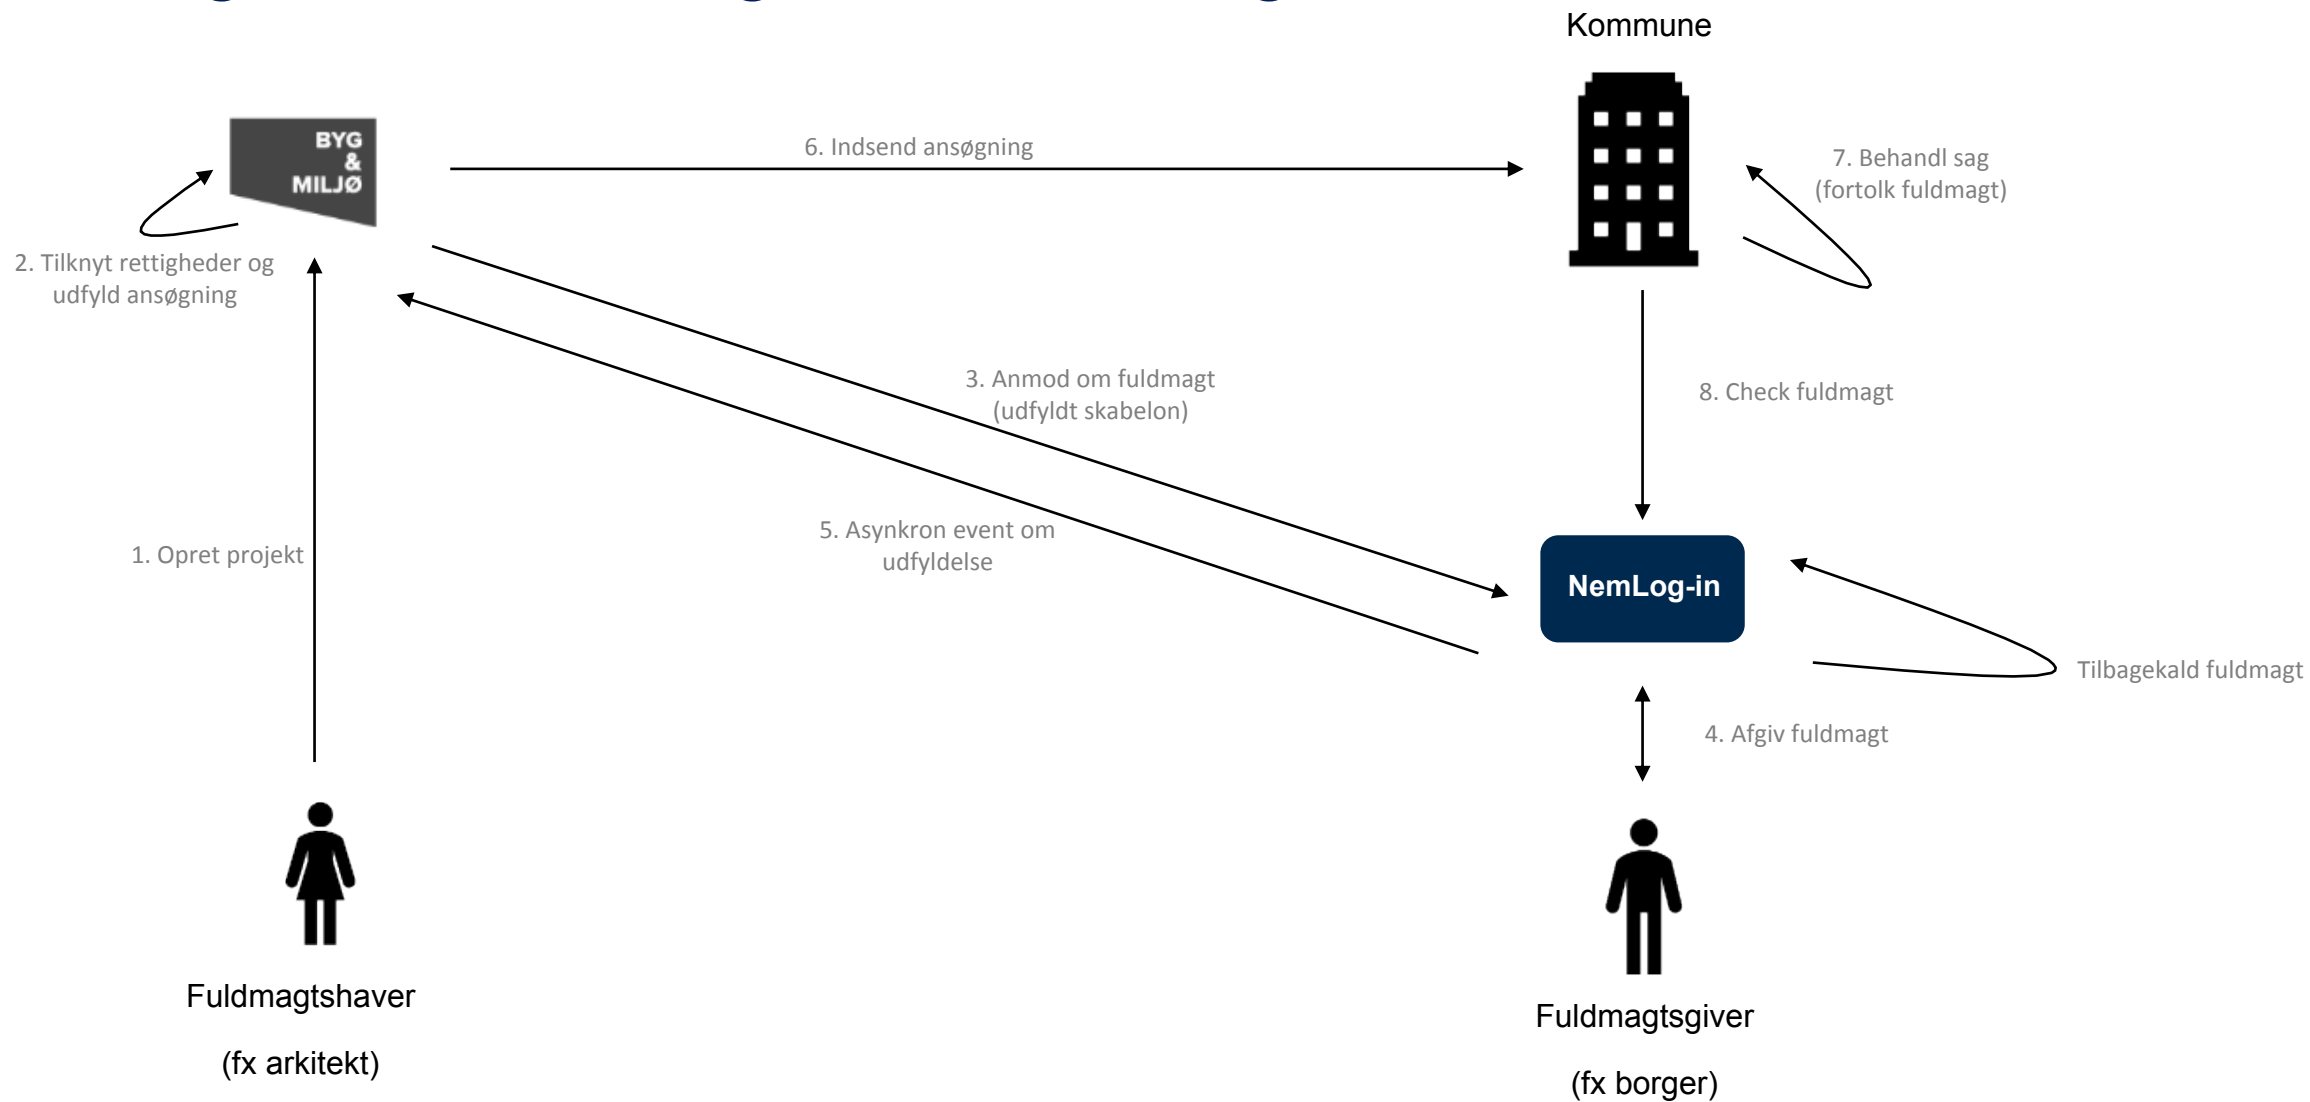 Kommune
BYG
&
MILJØ
6. Indsend ansøgning
7. Behandl sag
(fortolk fuldmagt)
2. Tilknyt rettigheder og
udfyld ansøgning
3. Anmod om fuldmagt
(udfyldt skabelon)
8. Check fuldmagt
5. Asynkron event om
udfyldelse
1. Opret projekt
NemLog-in
Tilbagekald fuldmagt
4. Afgiv fuldmagt
Fuldmagtshaver
(fx arkitekt)
Fuldmagtsgiver
(fx borger)